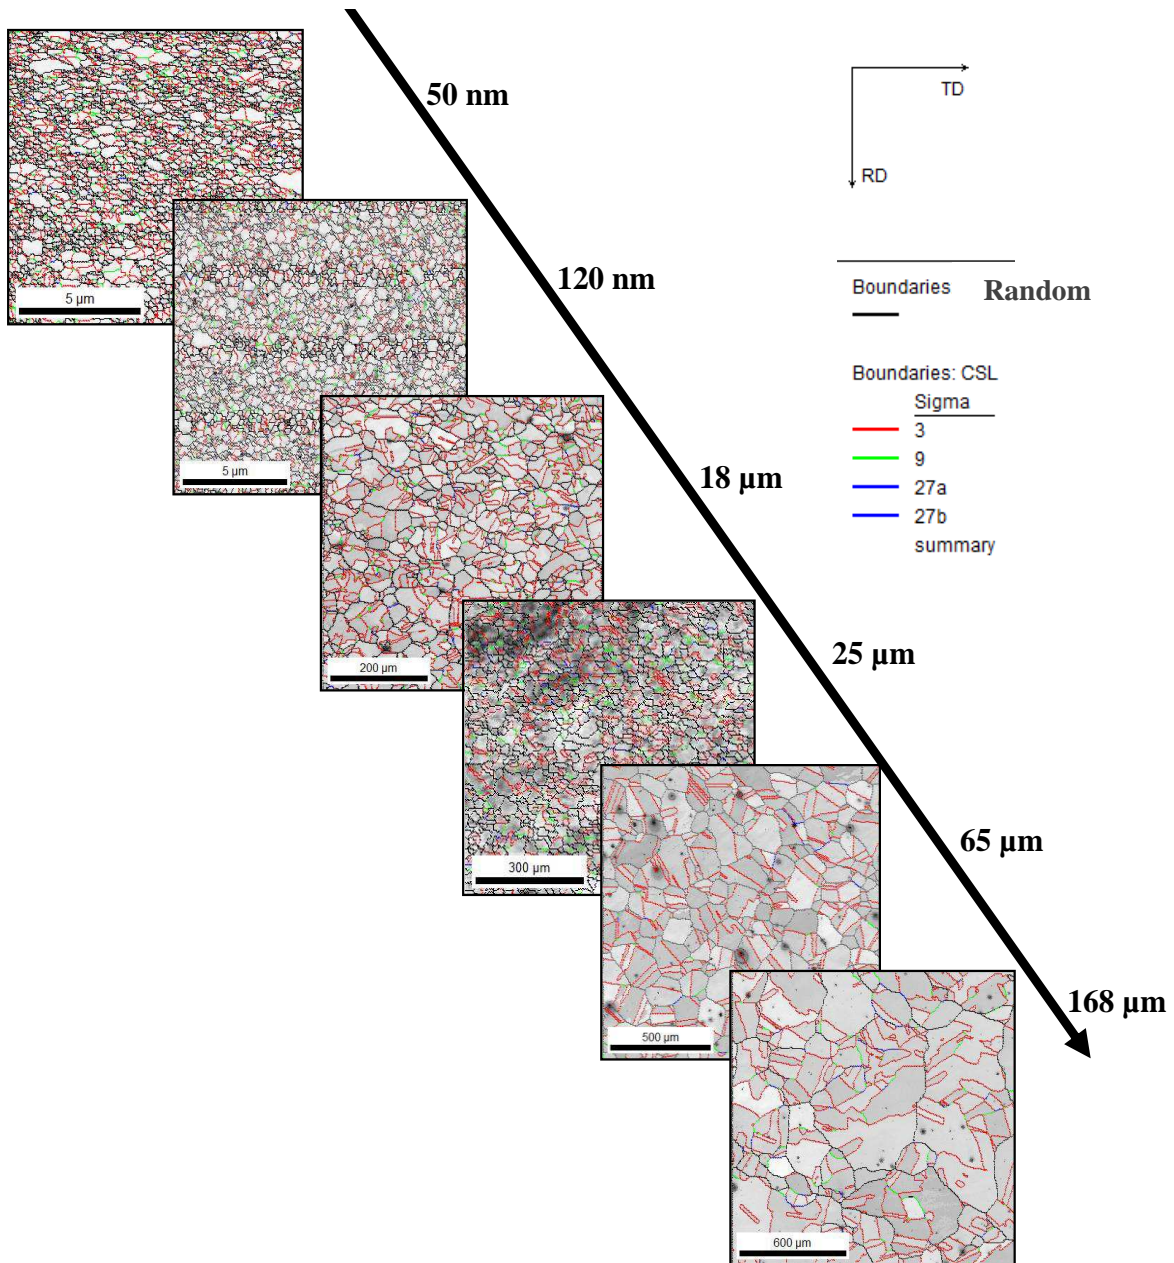 50 nm
TD
RD
120 nm
Boundaries
Random
5 µm
Boundaries: CSL
Sigma
3
9
27a
27b
summary
5 µm
18 µm
25 µm
200 µm
65 µm
300 µm
168 µm
500 µm
600 µm